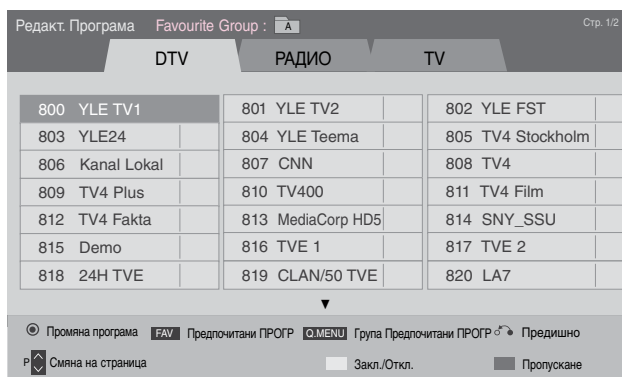 Редакт. Програма Favourite Group : A Стр. 1/2
DTV РАДИО TV
800 YLE TV1 801 YLE TV2 802 YLE FST
803 YLE24 804 YLE Teema 805 TV4 Stockholm
806 Kanal Lokal 807 CNN 808 TV4
809 TV4 Plus 810 TV400 811 TV4 Film
812 TV4 Fakta 813 MediaCorp HD5 814 SNY_SSU
815 Demo 816 TVE 1 817 TVE 2
818 24H TVE 819 CLAN/50 TVE 820 LA7
Промяна програма FAV Предпочитани ПРОГР Q.MENU Група Предпочитани ПРОГР Предишно
P Смяна на страница Закл./Откл. Пропускане